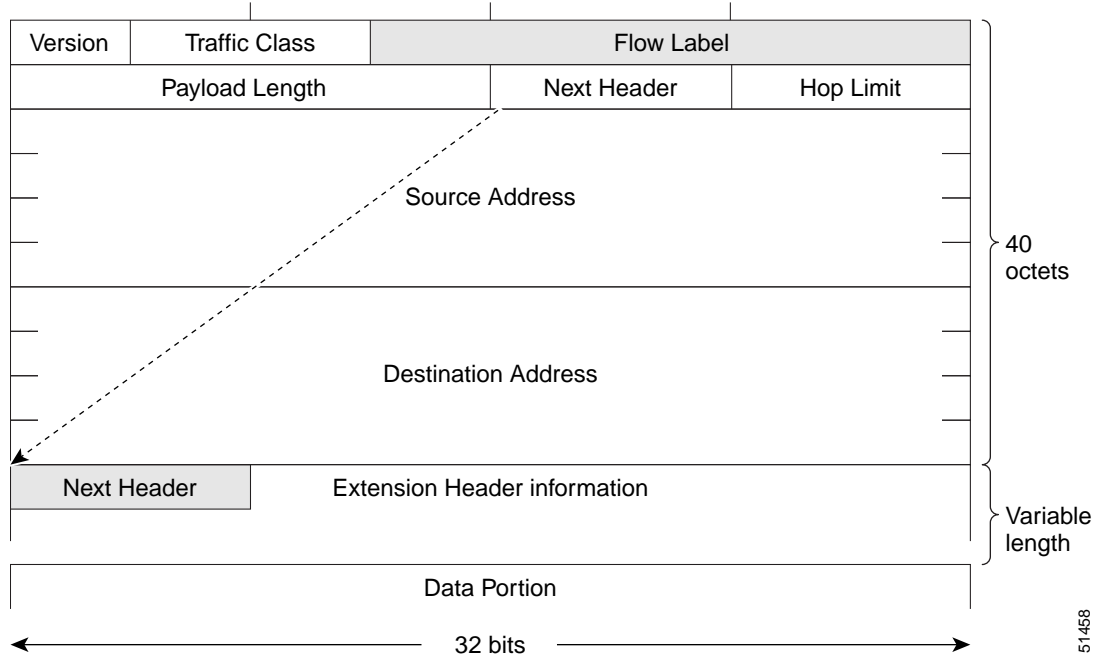 Version Traffic Class Flow Label
Payload Length Next Header Hop Limit
Source Address
40
octets
Destination Address
Next Header Extension Header information
Variable
length
Data Portion
32 bits
51458